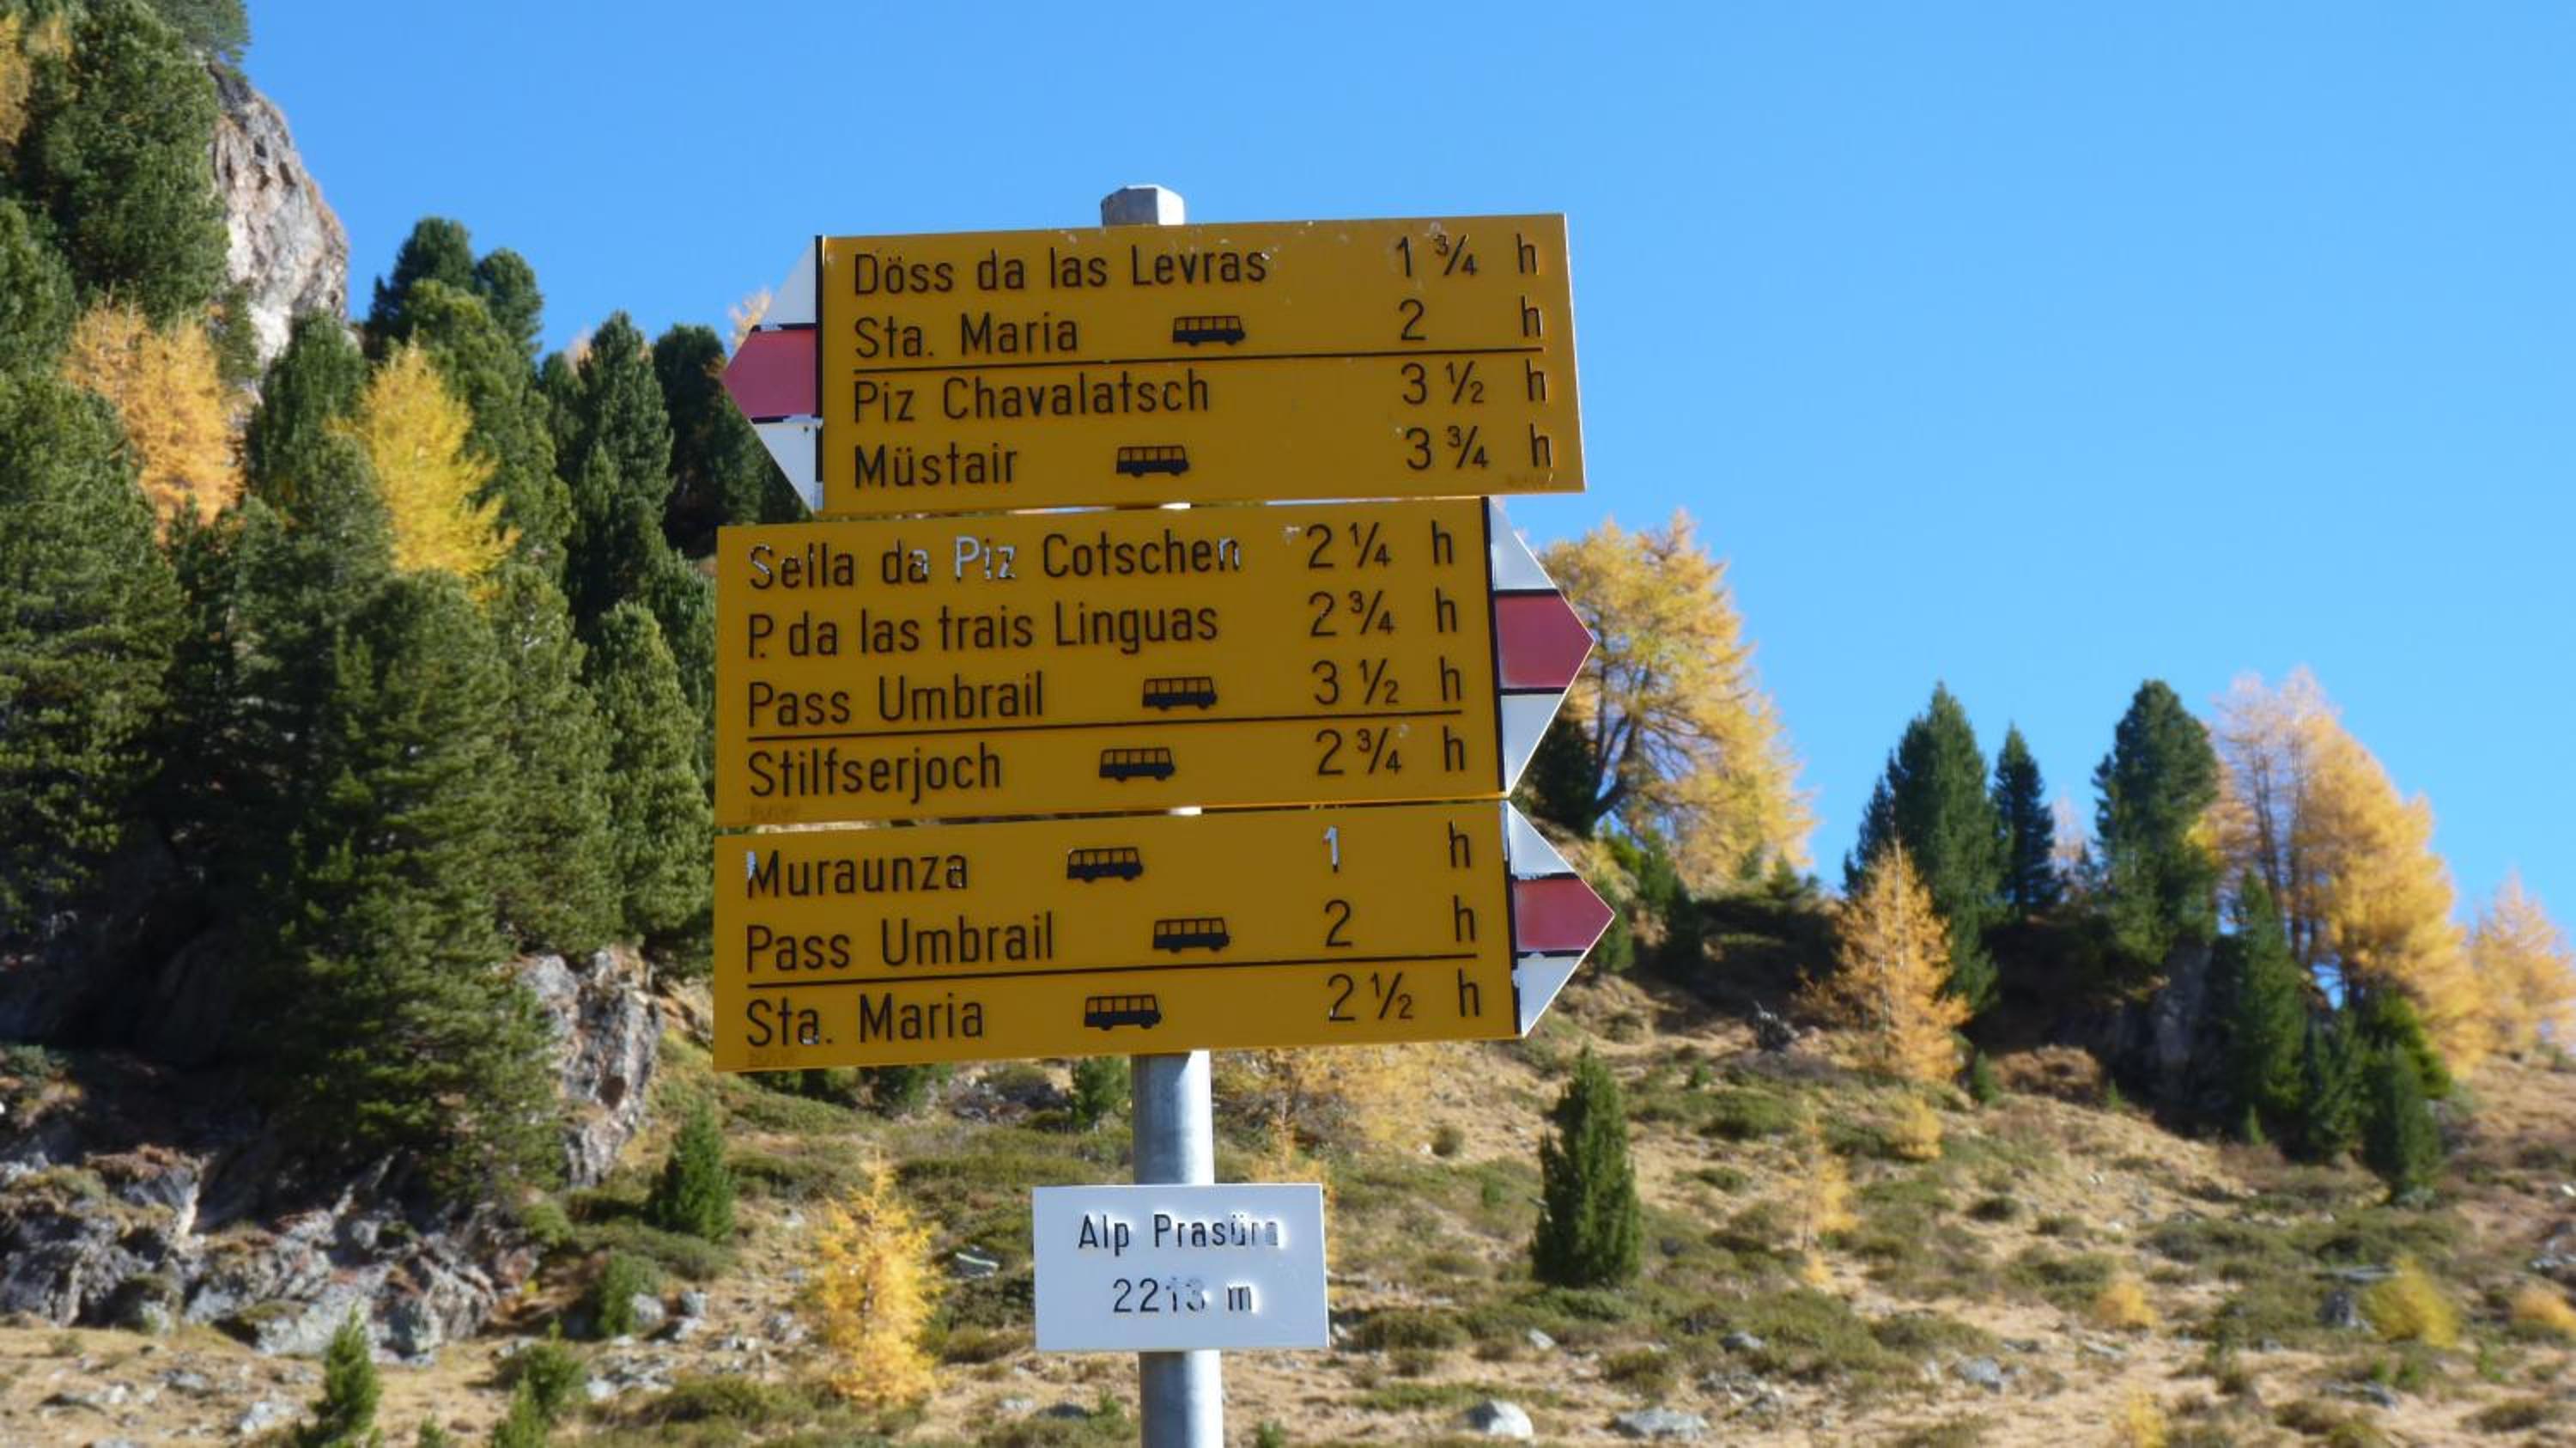 Döss da las Levras 1 ¾ h
Sta. Maria 2 h
Piz Chavalatsch 3 ½ h
Müstair 3 ¾ h
Sella da Piz Cotschen 2 ¼ h
P. da las trais Linguas 2 ¾ h
Pass Umbrail 3 ½ h
Stilfserjoch 2 ¾ h
Muraunza 1 h
Pass Umbrail 2 h
Sta. Maria 2 ½ h
Alp Prasüra
2213 m